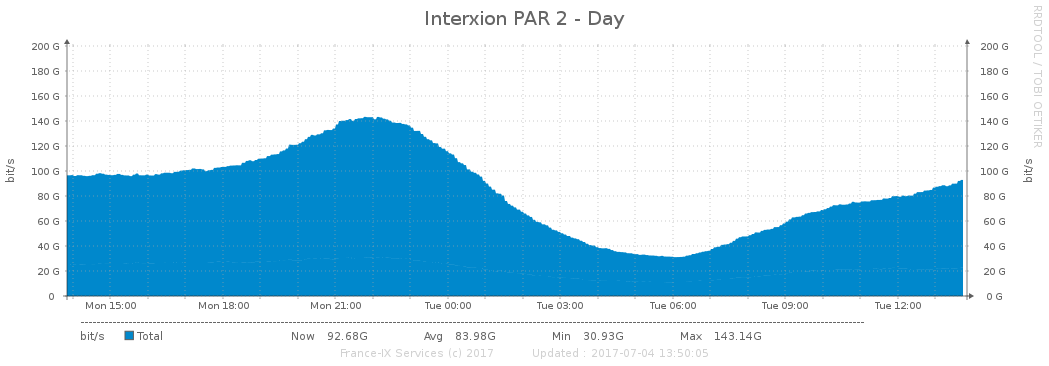 Interxion PAR 2 - Day
RRDTOOL / TOBI OETIKER
bit/s
200 G
180 G
160 G
140 G
120 G
100 G
80 G
60 G
40 G
20 G
0
200 G
180 G
160 G
140 G
120 G
100 G
80 G
60 G
40 G
20 G
0 G
bit/s
Mon 15:00 Mon 18:00 Mon 21:00 Tue 00:00 Tue 03:00 Tue 06:00 Tue 09:00 Tue 12:00
bit/s Total Now 92.68G Avg 83.98G Min 30.93G Max 143.14G
France-IX Services (c) 2017 Updated : 2017-07-04 13:50:05